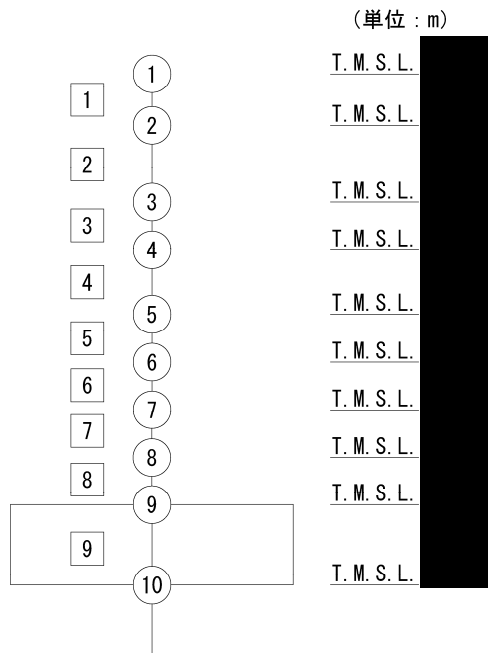 (単位:m)
1 T.M.S.L.
1
2 T.M.S.L.
2
3 T.M.S.L.
3
4 T.M.S.L.
4
5 T.M.S.L.
5
6 T.M.S.L.
6
7 T.M.S.L.
7
8 T.M.S.L.
8
9 T.M.S.L.
9
10 T.M.S.L.